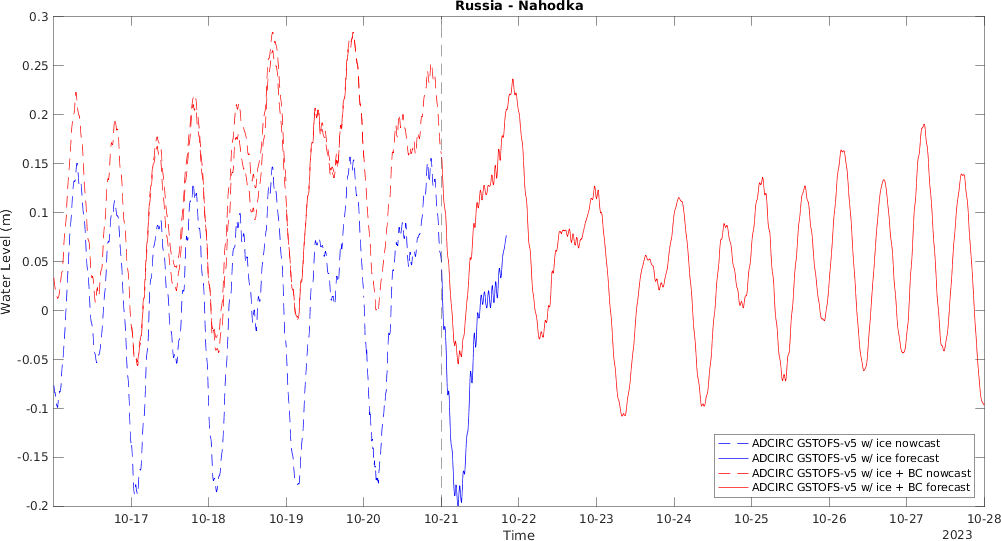 Russia - Nahodka
0.3
0.25
0.2
0.15
0.1
0.05
0
-0.05
-0.1
-0.15
-0.2
Water Level (m)
ADCIRC GSTOFS-v5 w/ ice nowcast
ADCIRC GSTOFS-v5 w/ ice forecast
ADCIRC GSTOFS-v5 w/ ice + BC nowcast
ADCIRC GSTOFS-v5 w/ ice + BC forecast
10-17 10-18 10-19 10-20 10-21 10-22 10-23 10-24 10-25 10-26 10-27 10-28
Time
2023